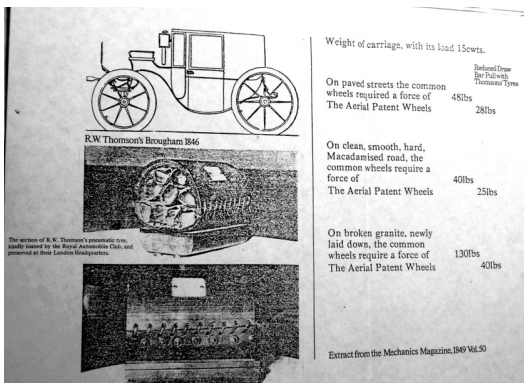 R.W. Thomson's Brougham 1846
The section of R.W. Thomson's pneumatic tyre,
kindly loaned by the Royal Automobile Club, and
preserved at their London Headquarters.
Weight of carriage, with its load 15cwts.
Reduced Draw
Bar Pull with
Thomsons' Tyres
On paved streets the common
wheels required a force of 48lbs
The Aerial Patent Wheels 28lbs
On clean, smooth, hard,
Macadamised road, the
common wheels require a
force of 40lbs
The Aerial Patent Wheels 25lbs
On broken granite, newly
laid down, the common
wheels require a force of 130lbs
The Aerial Patent Wheels 40lbs
Extract from the Mechanics Magazine, 1849 Vol.50